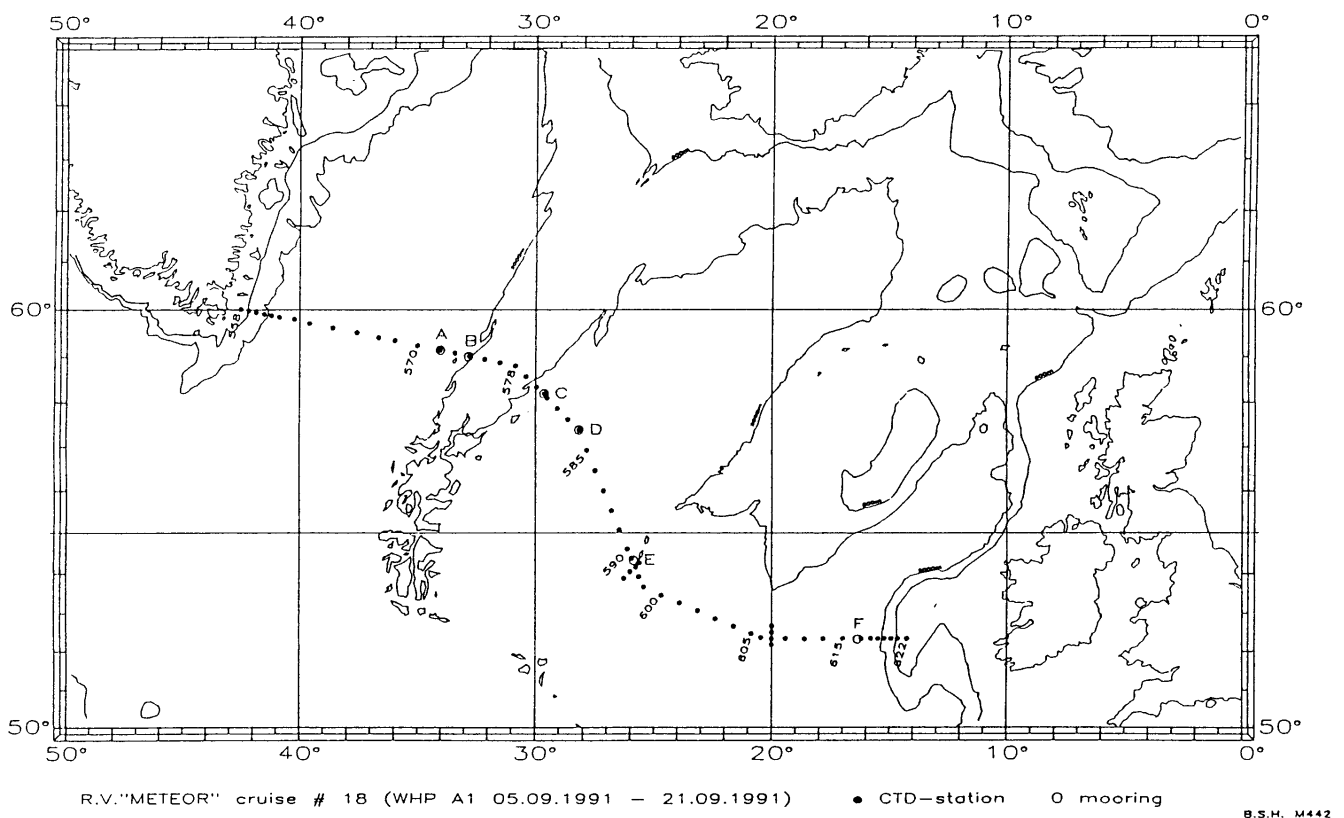 50° 40° 30° 20° 10° 0°
60° 60°
558
570
A
B
578
C
D
585
590
E
600
605
F
615
622
50° 50°
50° 40° 30° 20° 10° 0°
R.V."METEOR" cruise # 18 (WHP A1 05.09.1991 – 21.09.1991) ● CTD–station O mooring
B.S.H. M442